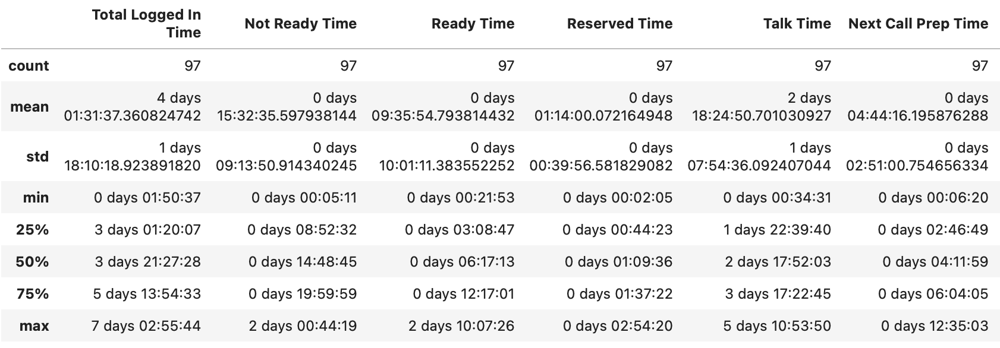 Total Logged In Time Not Ready Time Ready Time Reserved Time Talk Time Next Call Prep Time
count 97 97 97 97 97 97
mean 4 days 01:31:37.360824742 0 days 15:32:35.597938144 0 days 09:35:54.793814432 0 days 01:14:00.072164948 2 days 18:24:50.701030927 0 days 04:44:16.195876288
std 1 days 18:10:18.923891820 0 days 09:13:50.914340245 0 days 10:01:11.383552252 0 days 00:39:56.581829082 1 days 07:54:36.092407044 0 days 02:51:00.754656334
min 0 days 01:50:37 0 days 00:05:11 0 days 00:21:53 0 days 00:02:05 0 days 00:34:31 0 days 00:06:20
25% 3 days 01:20:07 0 days 08:52:32 0 days 03:08:47 0 days 00:44:23 1 days 22:39:40 0 days 02:46:49
50% 3 days 21:27:28 0 days 14:48:45 0 days 06:17:13 0 days 01:09:36 2 days 17:52:03 0 days 04:11:59
75% 5 days 13:54:33 0 days 19:59:59 0 days 12:17:01 0 days 01:37:22 3 days 17:22:45 0 days 06:04:05
max 7 days 02:55:44 2 days 00:44:19 2 days 10:07:26 0 days 02:54:20 5 days 10:53:50 0 days 12:35:03